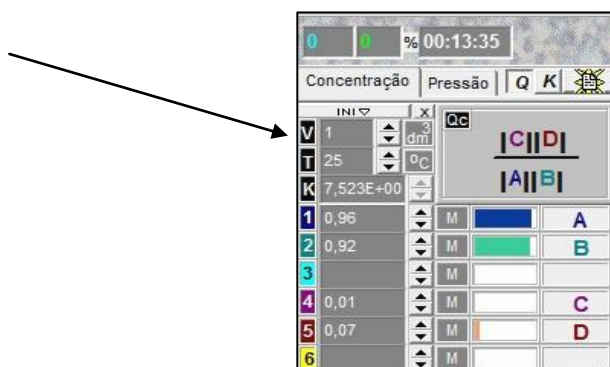 0 0 % 00:13:35
Concentração Pressão Q K
INI X
V 1 dm3
T 25 ºC
K 7,523E+00
Qc
|C||D|
|A||B|
1 0,96 M A
2 0,92 M B
3 M
4 0,01 M C
5 0,07 M D
6 M